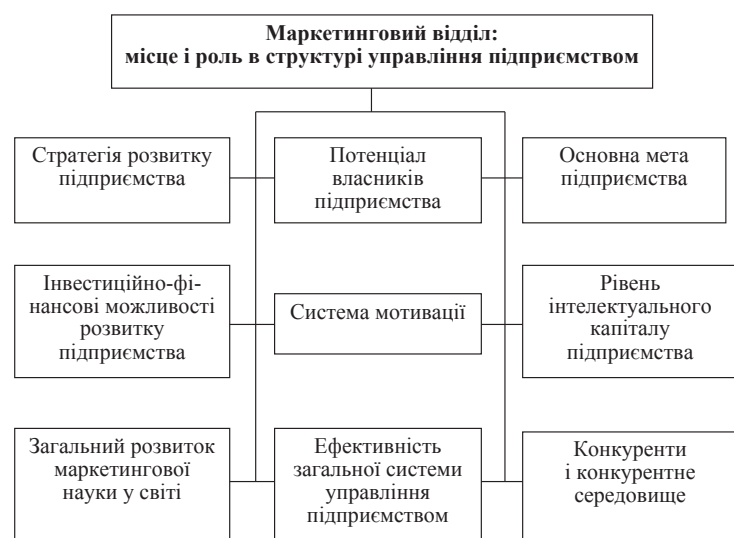 Маркетинговий відділ:
місце і роль в структурі управління підприємством
Стратегія розвитку
підприємства
Потенціал
власників
підприємства
Основна мета
підприємства
Інвестиційно-фі-
нансові можливості
розвитку
підприємства
Система мотивації
Рівень
інтелектуального
капіталу
підприємства
Загальний розвиток
маркетингової
науки у світі
Ефективність
загальної системи
управління
підприємством
Конкуренти
і конкурентне
середовище